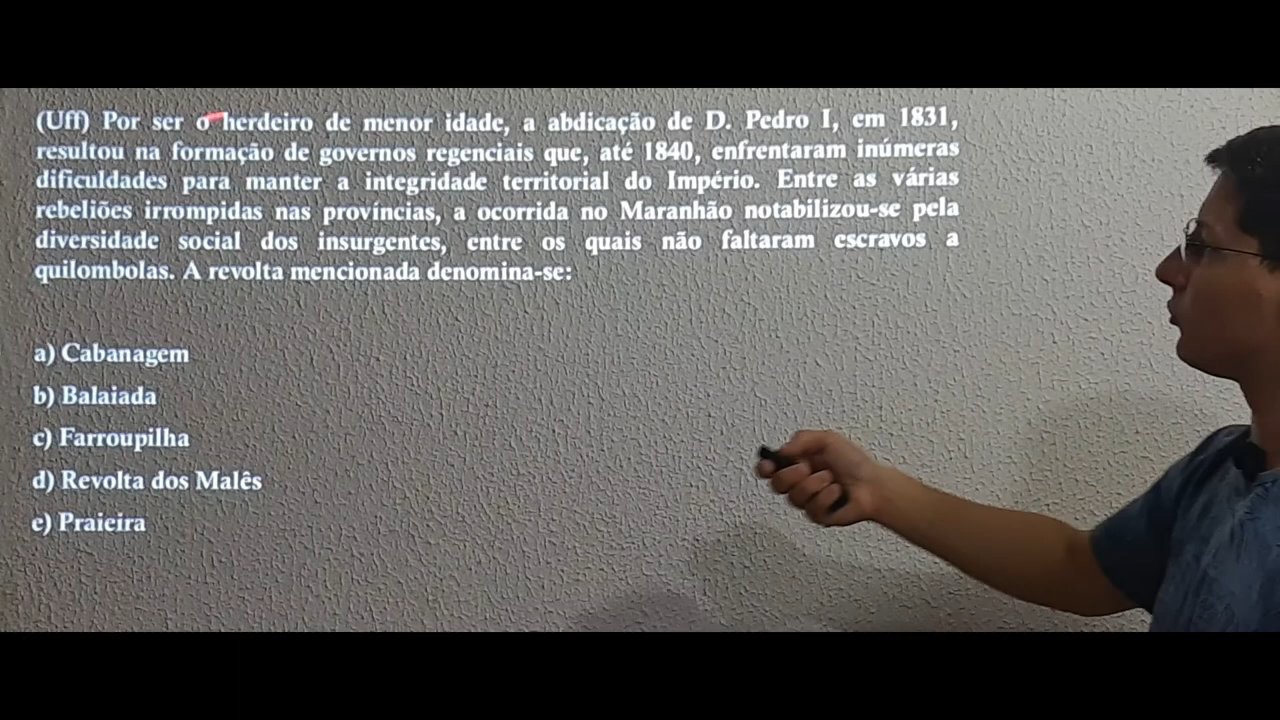 (Uff) Por ser o herdeiro de menor idade, a abdicação de D. Pedro I, em 1831,
resultou na formação de governos regenciais que, até 1840, enfrentaram inúmeras
dificuldades para manter a integridade territorial do Império. Entre as várias
rebeliões irrompidas nas províncias, a ocorrida no Maranhão notabilizou-se pela
diversidade social dos insurgentes, entre os quais não faltaram escravos a
quilombolas. A revolta mencionada denomina-se:
a) Cabanagem
b) Balaiada
c) Farroupilha
d) Revolta dos Malês
e) Praieira